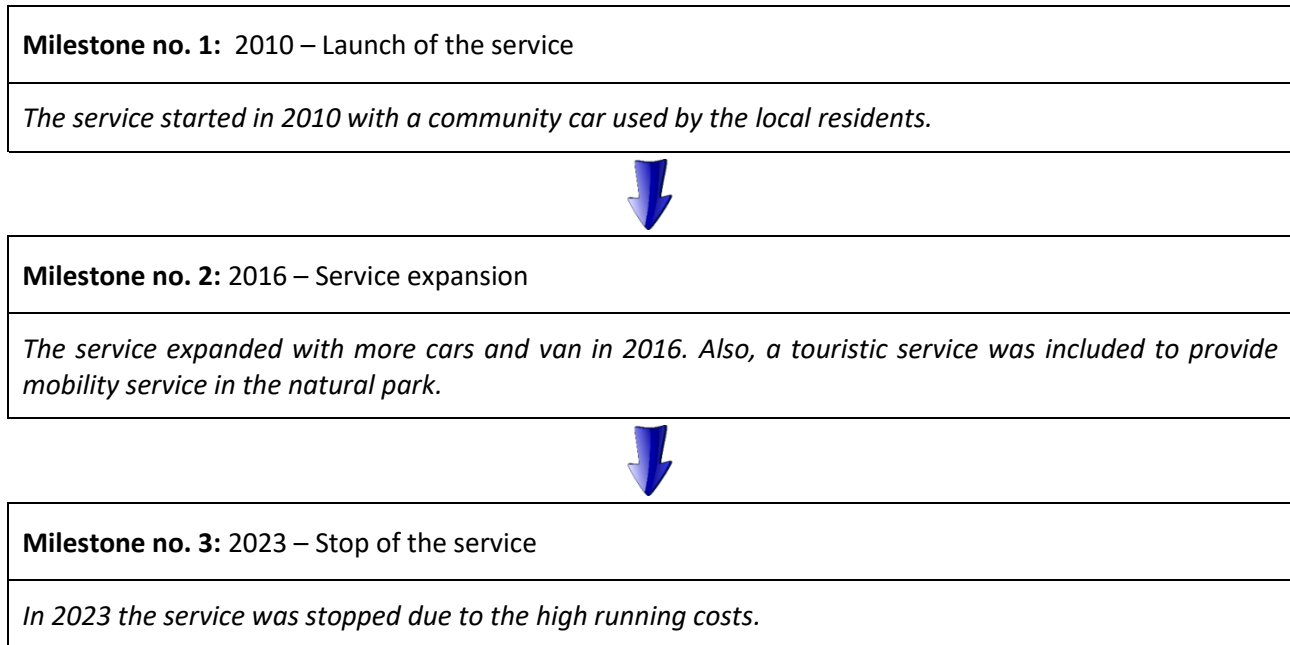 Milestone no. 1:  2010 – Launch of the service
The service started in 2010 with a community car used by the local residents.
Milestone no. 2: 2016 – Service expansion
The service expanded with more cars and van in 2016. Also, a touristic service was included to provide
mobility service in the natural park.
Milestone no. 3: 2023 – Stop of the service
In 2023 the service was stopped due to the high running costs.